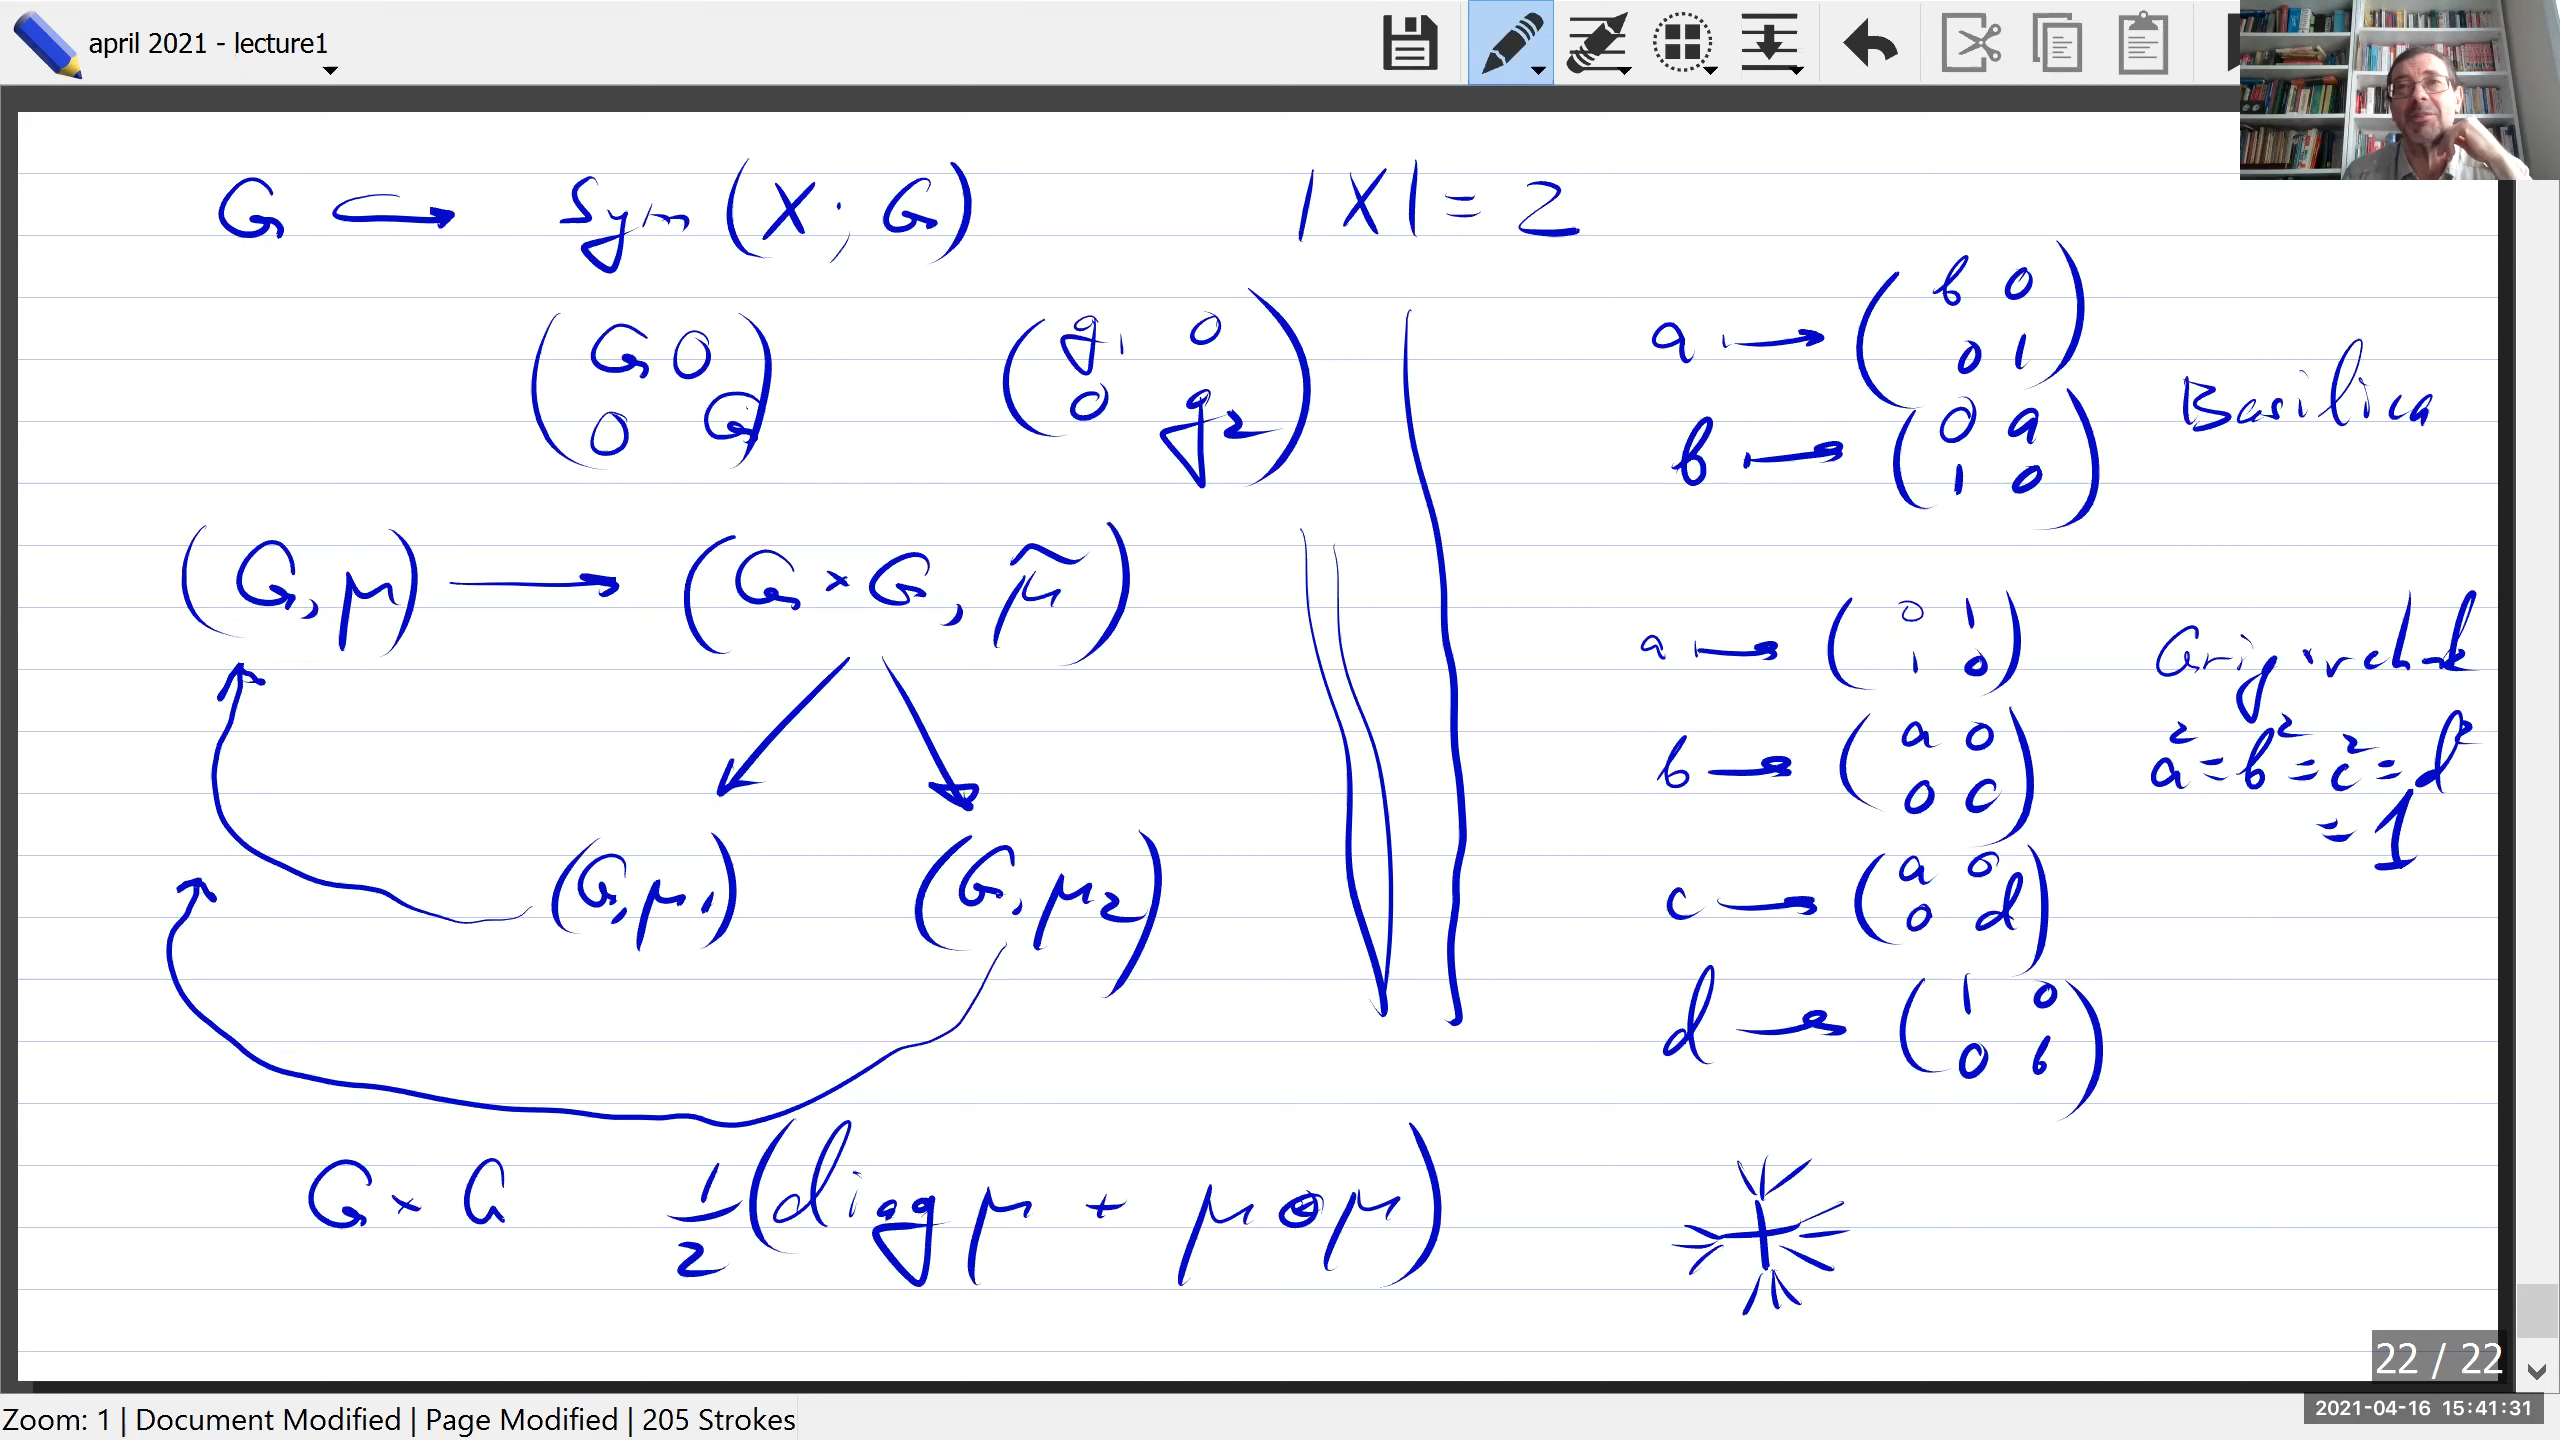 april 2021 - lecture1
G ↪ Sym (X; G) |X| = 2
( G 0 ; 0 G ) ( g₁ 0 ; 0 g₂ )
(G, μ) ⟶ (G × G, μ̃)
(G, μ₁) (G, μ₂)
G × G ½ (diag μ + μ ⊗ μ)
a ↦ ( b 0 ; 0 1 )
b ↦ ( 0 a ; 1 0 )
Basilica
a ↦ ( 0 1 ; 1 0 )
Grigorchuk
b → ( a 0 ; 0 c )
a² = b² = c² = d²
= 1
c → ( a 0 ; 0 d )
d → ( 1 0 ; 0 b )
22 / 22
2021-04-16 15:41:31
Zoom: 1 | Document Modified | Page Modified | 205 Strokes